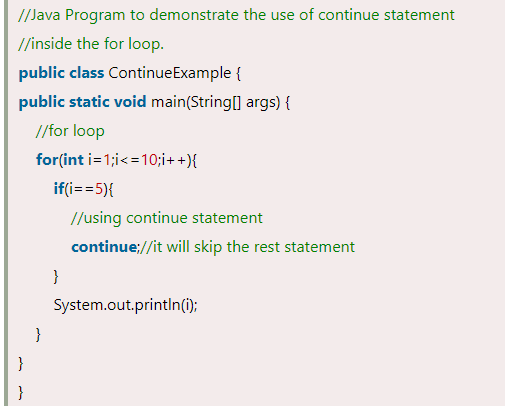 //Java Program to demonstrate the use of continue statement
//inside the for loop.
public class ContinueExample {
public static void main(String[] args) {
//for loop
for(int i=1;i<=10;i++){
if(i==5){
//using continue statement
continue;//it will skip the rest statement
}
System.out.println(i);
}
}
}